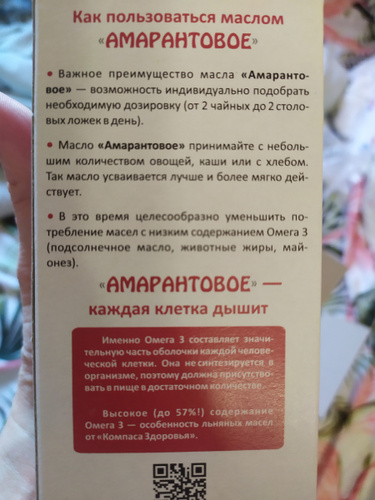 Как пользоваться маслом
«АМАРАНТОВОЕ»
• Важное преимущество масла «Амаранто-
вое» — возможность индивидуально подобрать
необходимую дозировку (от 2 чайных до 2 столо-
вых ложек в день).
• Масло «Амарантовое» принимайте с неболь-
шим количеством овощей, каши или с хлебом.
Так масло усваивается лучше и более мягко дей-
ствует.
• В это время целесообразно уменьшить по-
требление масел с низким содержанием Омега 3
(подсолнечное масло, животные жиры, май-
онез).
«АМАРАНТОВОЕ» —
каждая клетка дышит
Именно Омега 3 составляет значи-
тельную часть оболочки каждой челове-
ческой клетки. Она не синтезируется в
организме, поэтому должна присутство-
вать в пище в достаточном количестве.
Высокое (до 57%!) содержание
Омега 3 — особенность льняных масел
от «Компаса Здоровья».